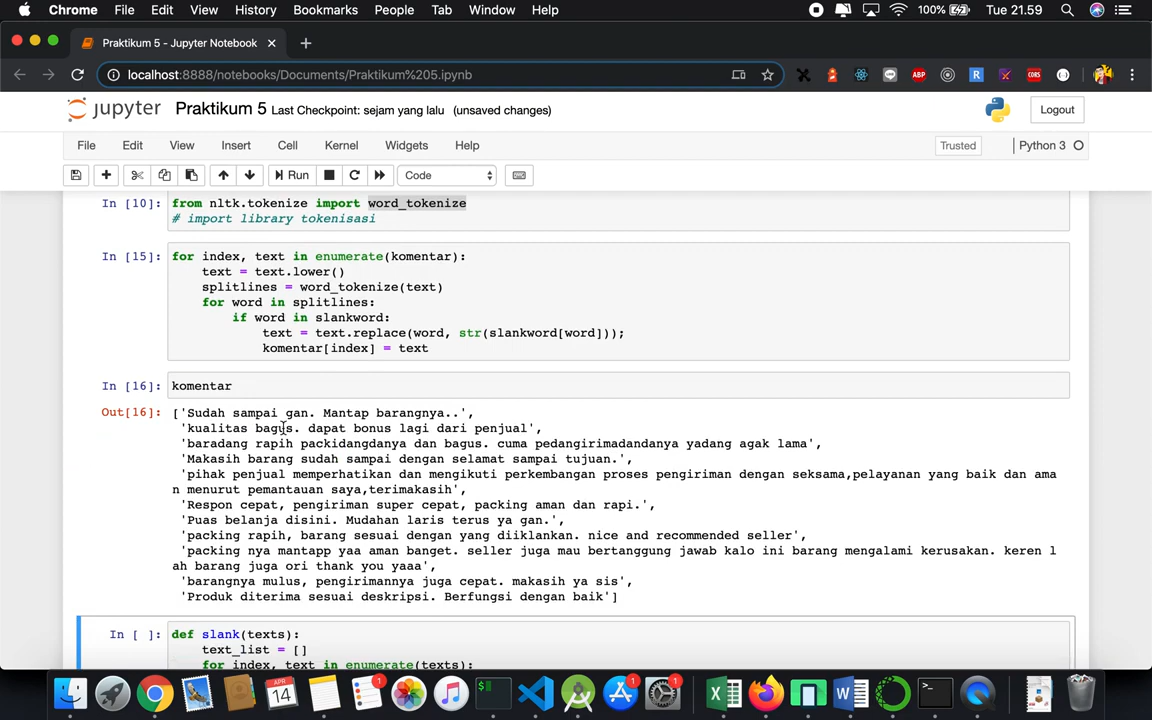 Chrome File Edit View History Bookmarks People Tab Window Help 100% Tue 21.59
Praktikum 5 - Jupyter Notebook
localhost:8888/notebooks/Documents/Praktikum%205.ipynb
jupyter Praktikum 5 Last Checkpoint: sejam yang lalu (unsaved changes) Logout
File Edit View Insert Cell Kernel Widgets Help Trusted Python 3
Run Code
In [10]: from nltk.tokenize import word_tokenize
# import library tokenisasi
In [15]: for index, text in enumerate(komentar):
text = text.lower()
splitlines = word_tokenize(text)
for word in splitlines:
if word in slankword:
text = text.replace(word, str(slankword[word]));
komentar[index] = text
In [16]: komentar
Out[16]: ['Sudah sampai gan. Mantap barangnya..',
'kualitas bagus. dapat bonus lagi dari penjual',
'baradang rapih packidangdanya dan bagus. cuma pedangirimadandanya yadang agak lama',
'Makasih barang sudah sampai dengan selamat sampai tujuan.',
'pihak penjual memperhatikan dan mengikuti perkembangan proses pengiriman dengan seksama,pelayanan yang baik dan ama
n menurut pemantauan saya,terimakasih',
'Respon cepat, pengiriman super cepat, packing aman dan rapi.',
'Puas belanja disini. Mudahan laris terus ya gan.',
'packing rapih, barang sesuai dengan yang diiklankan. nice and recommended seller',
'packing nya mantapp yaa aman banget. seller juga mau bertanggung jawab kalo ini barang mengalami kerusakan. keren l
ah barang juga ori thank you yaaa',
'barangnya mulus, pengirimannya juga cepat. makasih ya sis',
'Produk diterima sesuai deskripsi. Berfungsi dengan baik']
In [ ]: def slank(texts):
text_list = []
for index, text in enumerate(texts):